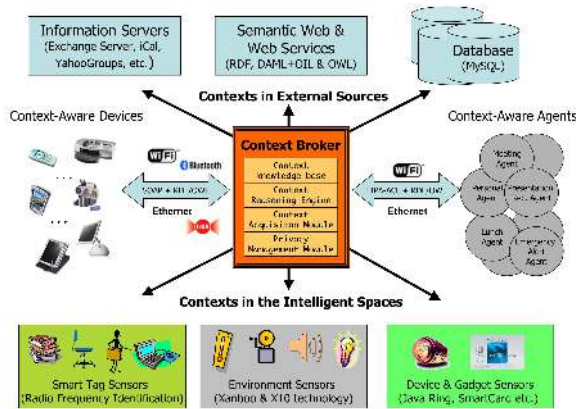 Information Servers
(Exchange Server, iCal,
YahooGroups, etc.)
Semantic Web &
Web Services
(RDF, DAML+OIL & OWL)
Database
(MySQL)
Contexts in External Sources
Context-Aware Devices
Context-Aware Agents
Context Broker
Context
Knowledge base
Context
Reasoning Engine
Context
Acquisition Module
Privacy
Management Module
Wi Fi
Bluetooth
Ethernet
Wi Fi
Ethernet
Meeting
Agent
Personal
Agent
Presentation
Agent
Lunch
Agent
Emergency
Alert
Agent
Contexts in the Intelligent Spaces
Smart Tag Sensors
(Radio Frequency Identification)
Environment Sensors
(Xanboo & X10 technology)
Device & Gadget Sensors
(Java Ring, SmartCard etc.)